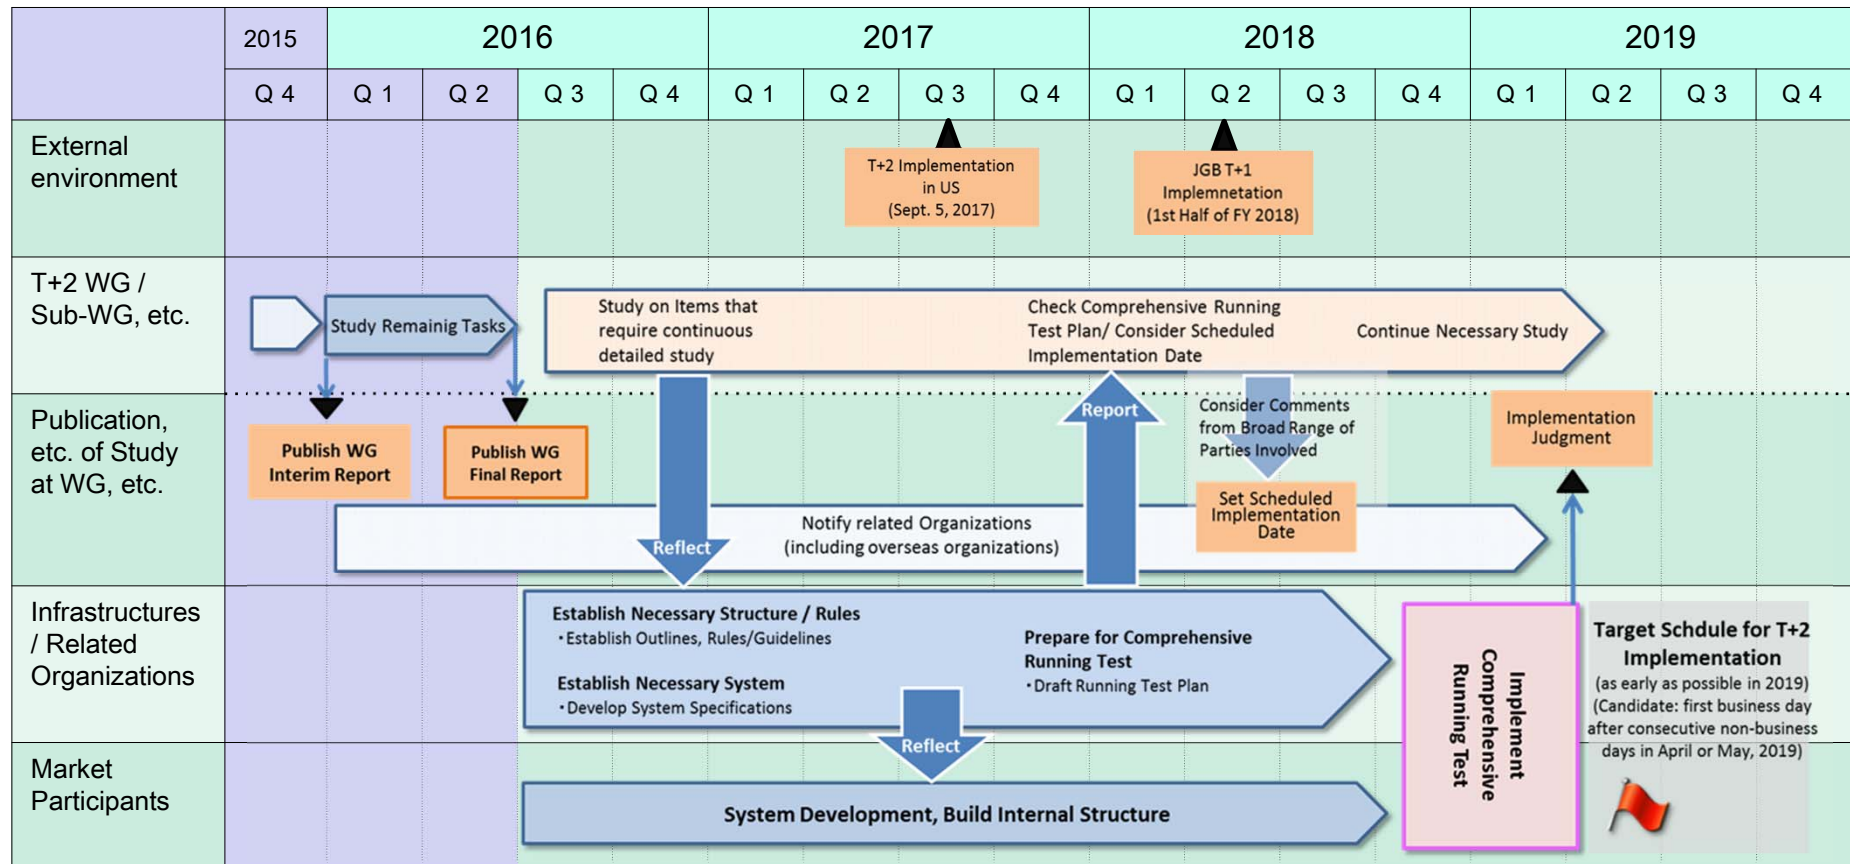 2015
2016
2017
2018
2019
Q 4
Q 1
Q 2
Q 3
Q 4
Q 1
Q 2
Q 3
Q 4
Q 1
Q 2
Q 3
Q 4
Q 1
Q 2
Q 3
Q 4
External
environment
T+2 Implementation
in US
(Sept. 5, 2017)
JGB T+1
Implemnetation
(1st Half of FY 2018)
T+2 WG /
Sub-WG, etc.
Study Remainig Tasks
Study on Items that
require continuous
detailed study
Check Comprehensive Running
Test Plan/ Consider Scheduled
Implementation Date
Continue Necessary Study
Publication,
etc. of Study
at WG, etc.
Publish WG
Interim Report
Publish WG
Final Report
Reflect
Report
Consider Comments
from Broad Range of
Parties Involved
Set Scheduled
Implementation
Date
Implementation
Judgment
Notify related Organizations
(including overseas organizations)
Infrastructures
/ Related
Organizations
Establish Necessary Structure / Rules
・Establish Outlines, Rules/Guidelines
Establish Necessary System
・Develop System Specifications
Prepare for Comprehensive
Running Test
・Draft Running Test Plan
Reflect
Implement
Comprehensive
Running Test
Target Schdule for T+2
Implementation
(as early as possible in 2019)
(Candidate: first business day
after consecutive non-business
days in April or May, 2019)
Market
Participants
System Development, Build Internal Structure